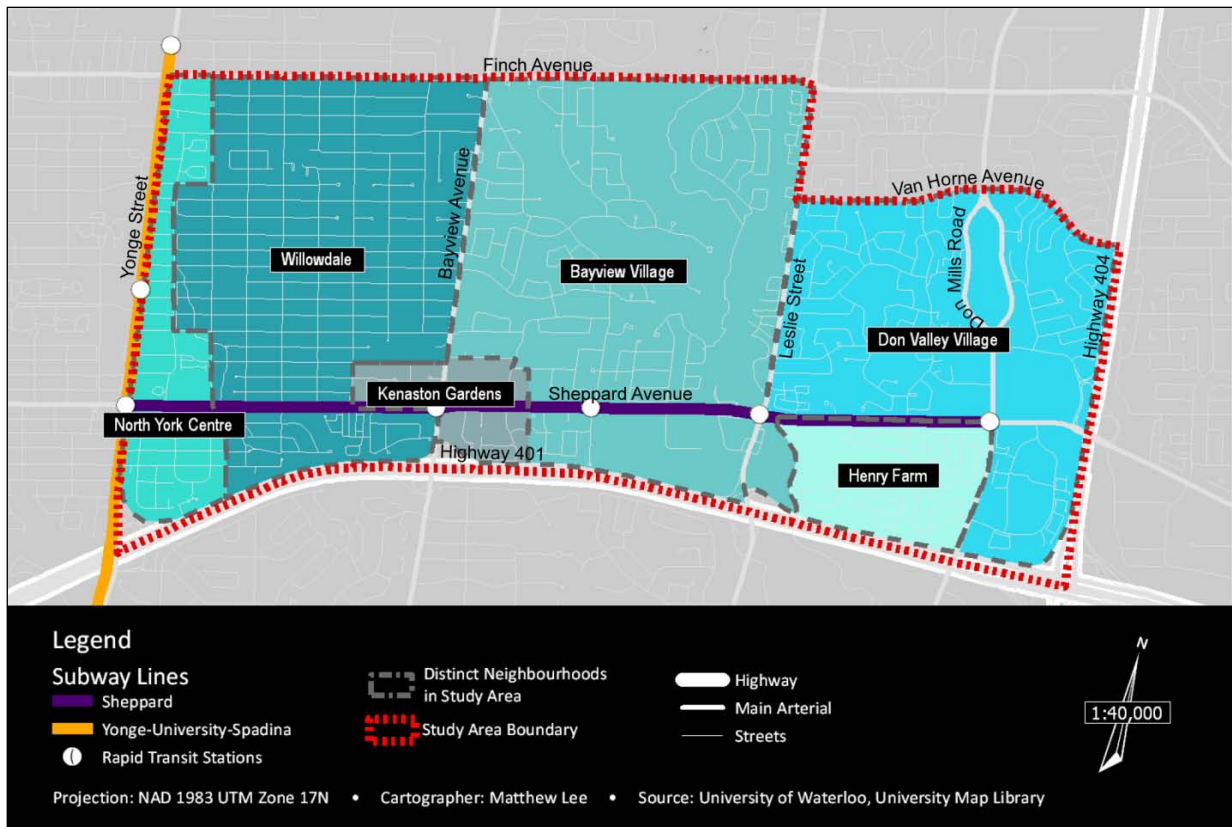 Finch Avenue
Van Horne Avenue
Yonge Street
Bayview Avenue
Leslie Street
Don Mills Road
Highway 404
Willowdale
Bayview Village
Don Valley Village
Kenaston Gardens
Sheppard Avenue
North York Centre
Highway 401
Henry Farm
Legend
Subway Lines
Sheppard
Yonge-University-Spadina
Rapid Transit Stations
Distinct Neighbourhoods
in Study Area
Study Area Boundary
Highway
Main Arterial
Streets
N
1:40,000
Projection: NAD 1983 UTM Zone 17N • Cartographer: Matthew Lee • Source: University of Waterloo, University Map Library